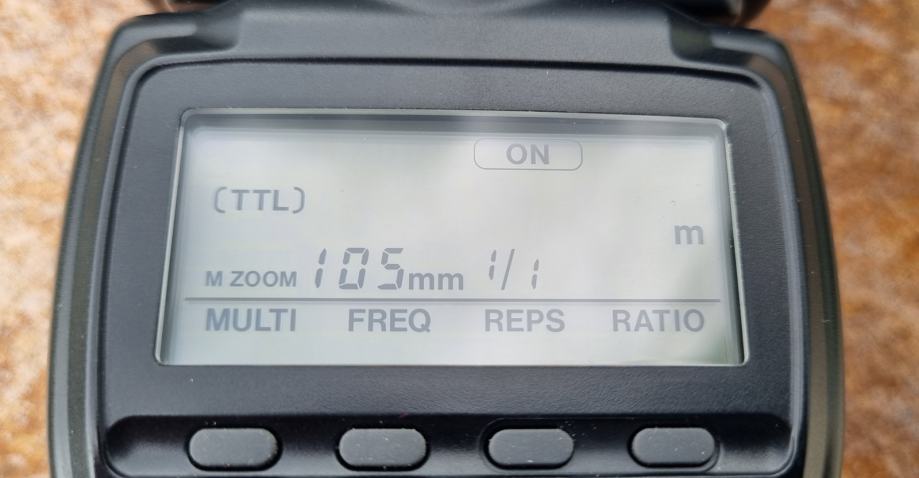 ON
(TTL)
m
M ZOOM 105mm 1/1
MULTI FREQ REPS RATIO